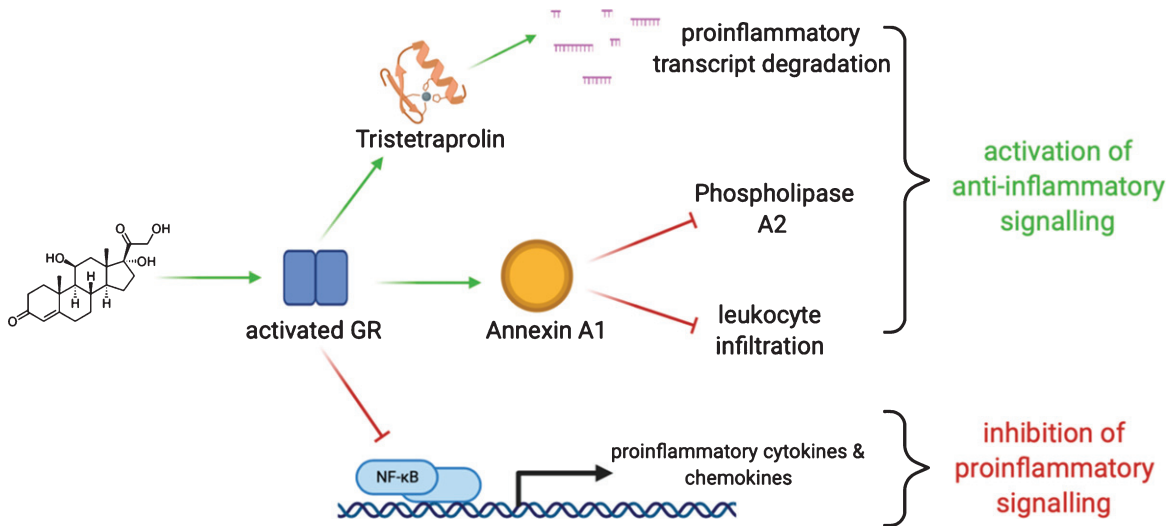 proinflammatory
transcript degradation
Tristetraprolin
activation of
anti-inflammatory
signalling
Phospholipase
A2
O
OH
HO
OH
H
H
H
O
activated GR
Annexin A1
leukocyte
infiltration
NF-κB
proinflammatory cytokines &
chemokines
inhibition of
proinflammatory
signalling